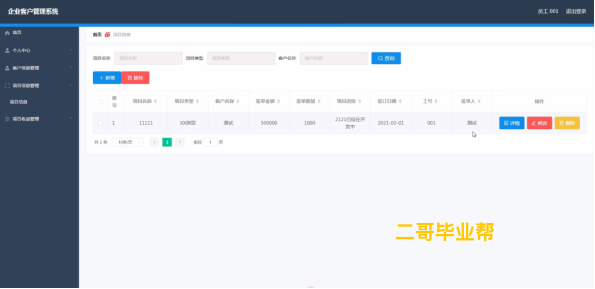 企业客户管理系统
员工 001 退出登录
首页
个人中心
客户信息管理
项目信息管理
项目信息
项目收益管理
首页 项目信息
项目名称 项目名称 项目类型 项目类型 客户名称 客户名称 查询
新增 删除
编号 项目名称 项目类型 客户名称 签单金额 签单数量 项目进度 签订日期 工号 签单人 操作
1 11111 XX类型 测试 500000 1000 2121已经在开发中 2021-03-01 001 测试 详情 修改 删除
共 1 条 10条/页 1 前往 1 页
二哥毕业帮